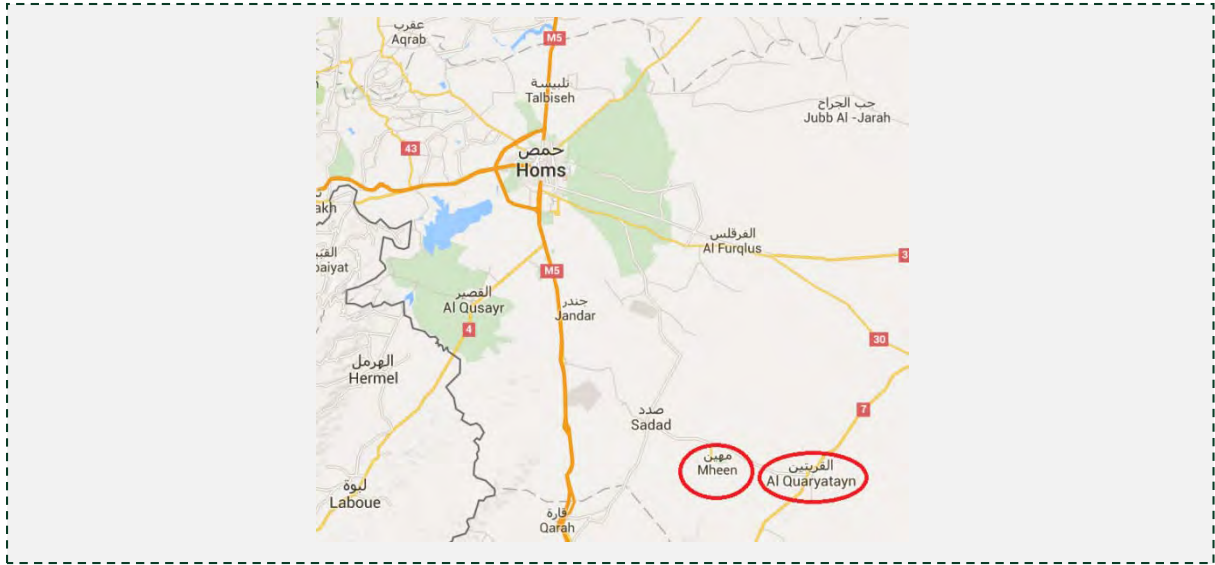 عقرب
Aqrab
M5
تلبيسة
Talbiseh
جب الجراح
Jubb Al -Jarah
43
حمص
Homs
akh
الفرقلس
Al Furqlus
3
paiyat
M5
القصير
Al Qusayr
4
جندر
Jandar
30
الهرمل
Hermel
7
صدد
Sadad
مهين
Mheen
القريتين
Al Quaryatayn
لبوة
Laboue
قارة
Qarah